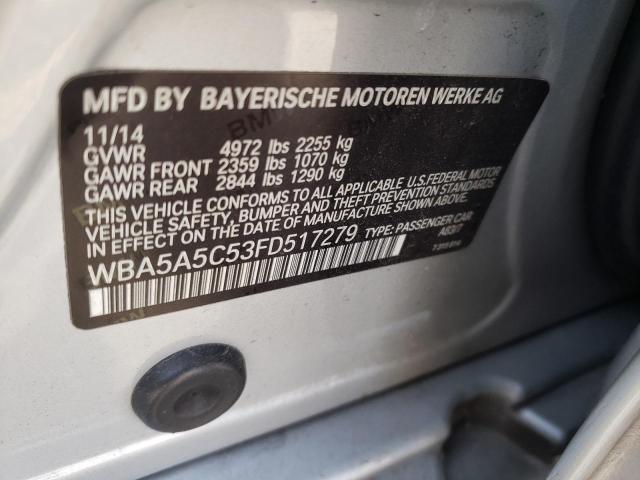 MFD BY BAYERISCHE MOTOREN WERKE AG
11/14
GVWR 4972 lbs 2255 kg
GAWR FRONT 2359 lbs 1070 kg
GAWR REAR 2844 lbs 1290 kg
THIS VEHICLE CONFORMS TO ALL APPLICABLE U.S.FEDERAL MOTOR
VEHICLE SAFETY, BUMPER AND THEFT PREVENTION STANDARDS
IN EFFECT ON THE DATE OF MANUFACTURE SHOWN ABOVE.
WBA5A5C53FD517279 TYPE: PASSENGER CAR
A83/7